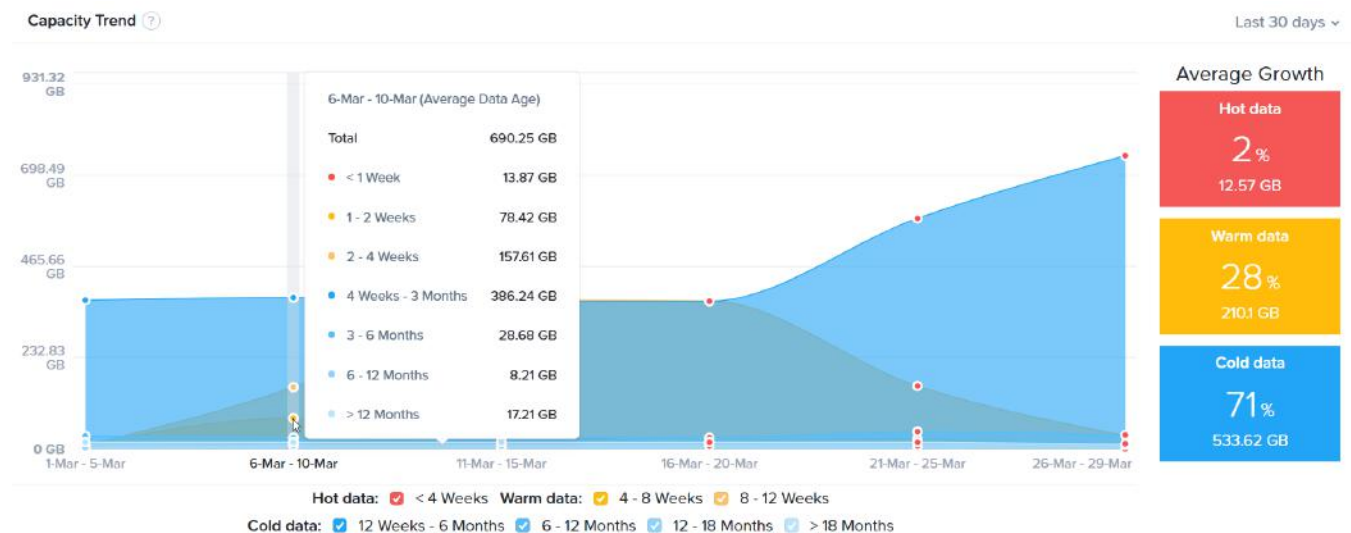 Capacity Trend ?
Last 30 days
931.32
GB
698.49
GB
465.66
GB
232.83
GB
0 GB
6-Mar - 10-Mar (Average Data Age)
Total 690.25 GB
< 1 Week 13.87 GB
1 - 2 Weeks 78.42 GB
2 - 4 Weeks 157.61 GB
4 Weeks - 3 Months 386.24 GB
3 - 6 Months 28.68 GB
6 - 12 Months 8.21 GB
> 12 Months 17.21 GB
1-Mar - 5-Mar
6-Mar - 10-Mar
11-Mar - 15-Mar
16-Mar - 20-Mar
21-Mar - 25-Mar
26-Mar - 29-Mar
Average Growth
Hot data
2 %
12.57 GB
Warm data
28 %
210.1 GB
Cold data
71 %
533.62 GB
Hot data: < 4 Weeks Warm data: 4 - 8 Weeks 8 - 12 Weeks
Cold data: 12 Weeks - 6 Months 6 - 12 Months 12 - 18 Months > 18 Months